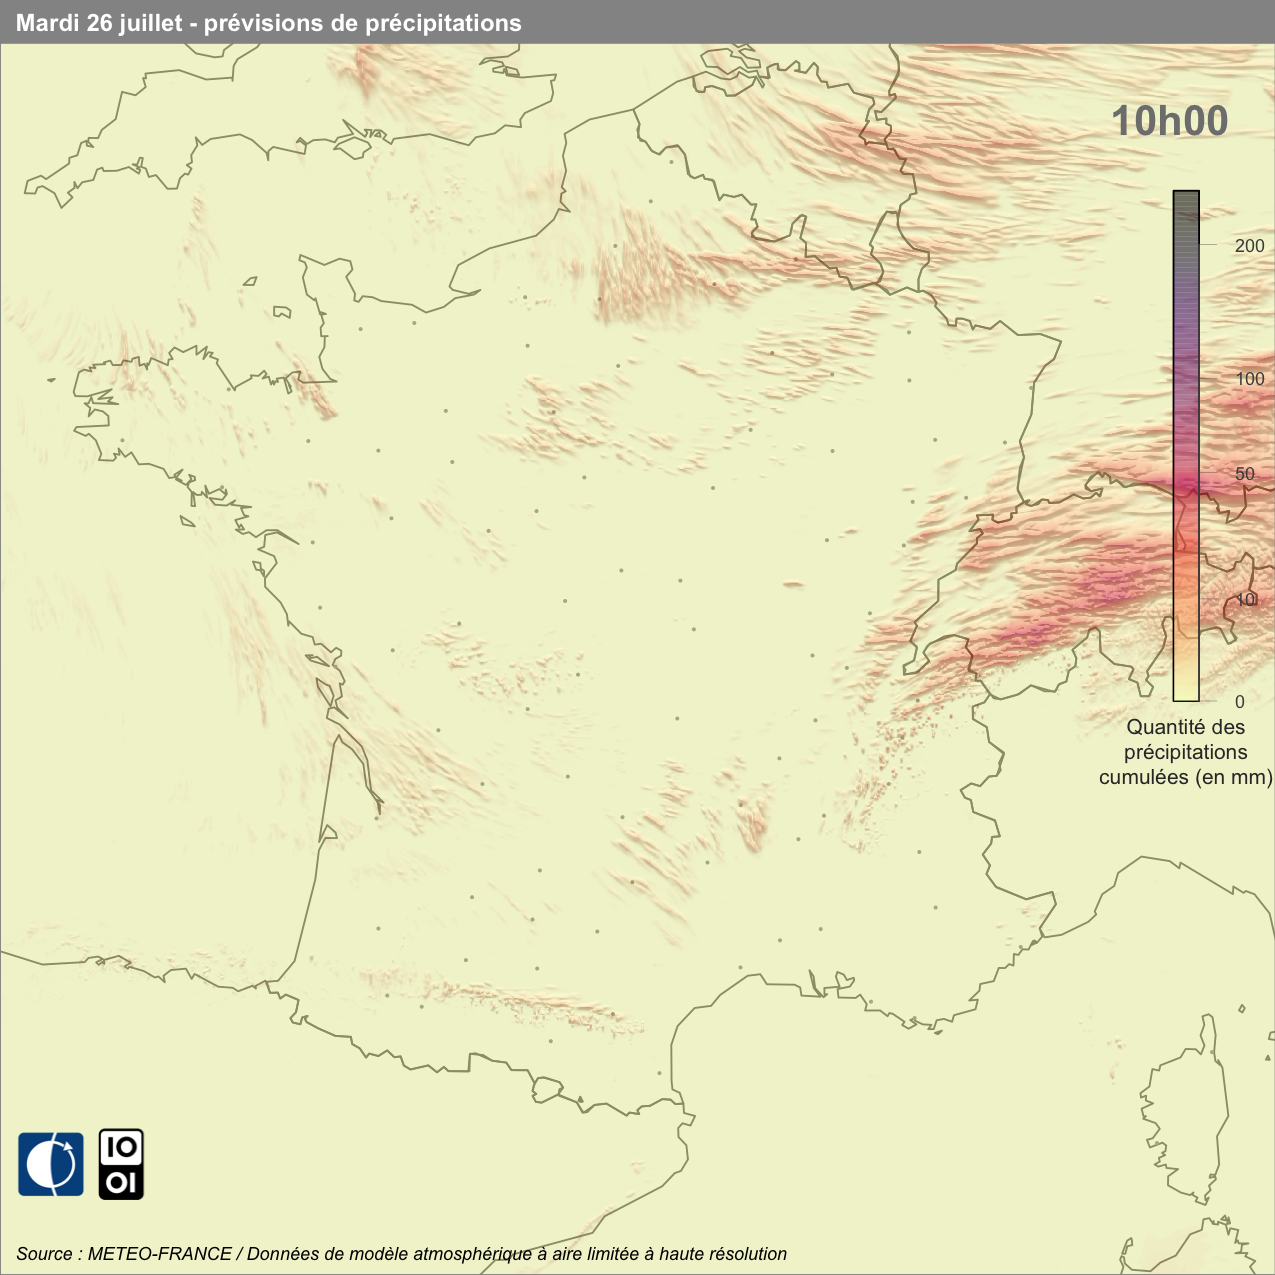 Mardi 26 juillet - prévisions de précipitations
10h00
200
100
50
10
0
Quantité des
précipitations
cumulées (en mm)
IO
OI
Source : METEO-FRANCE / Données de modèle atmosphérique à aire limitée à haute résolution